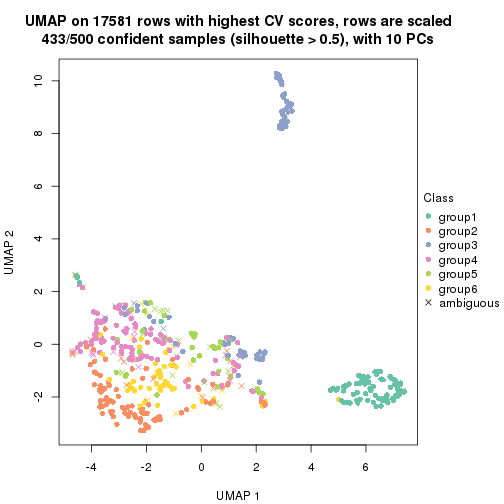 UMAP on 17581 rows with highest CV scores, rows are scaled
433/500 confident samples (silhouette > 0.5), with 10 PCs
10
8
6
4
2
0
-2
UMAP 2
-4
-2
0
2
4
6
UMAP 1
Class
group1
group2
group3
group4
group5
group6
ambiguous